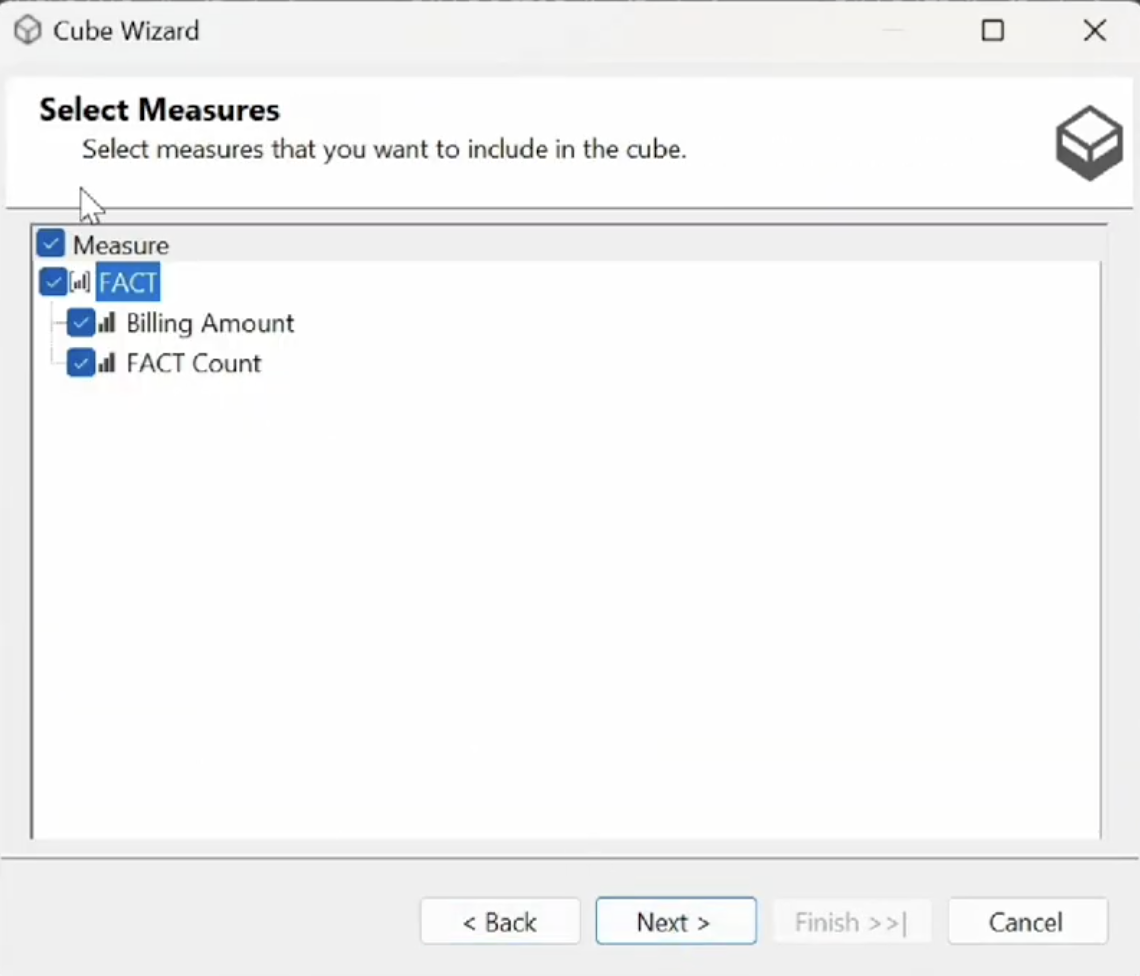 Cube Wizard
Select Measures
Select measures that you want to include in the cube.
Measure
FACT
Billing Amount
FACT Count
< Back Next > Finish >>| Cancel